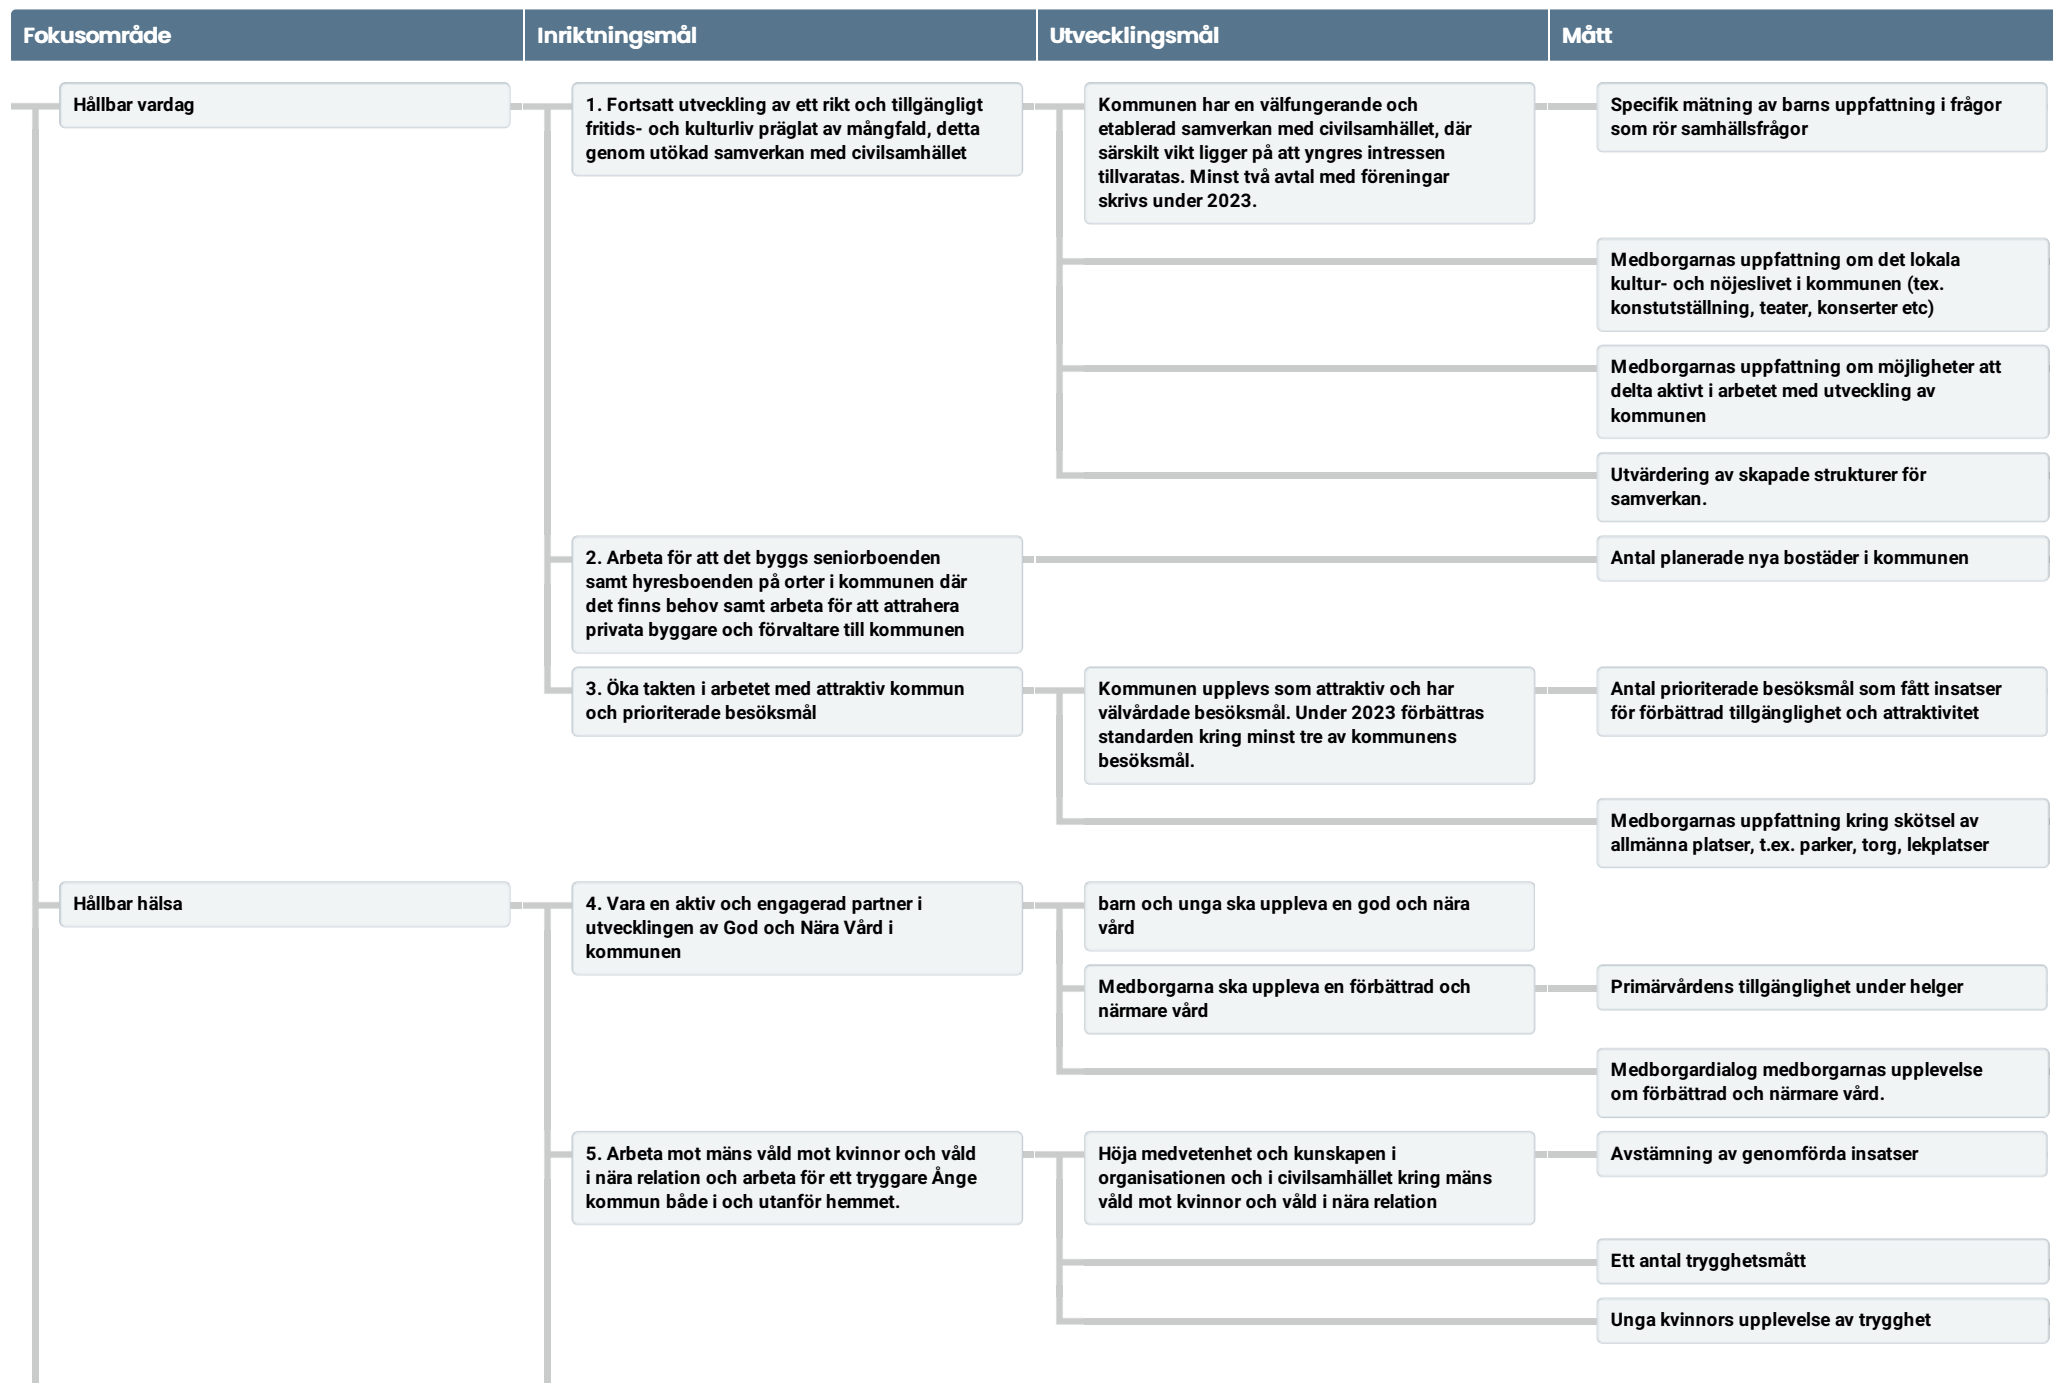 Fokusområde
Inriktningsmål
Utvecklingsmål
Mått
Hållbar vardag
1. Fortsatt utveckling av ett rikt och tillgängligt
fritids- och kulturliv präglat av mångfald, detta
genom utökad samverkan med civilsamhället
Kommunen har en välfungerande och
etablerad samverkan med civilsamhället, där
särskilt vikt ligger på att yngres intressen
tillvaratas. Minst två avtal med föreningar
skrivs under 2023.
Specifik mätning av barns uppfattning i frågor
som rör samhällsfrågor
Medborgarnas uppfattning om det lokala
kultur- och nöjeslivet i kommunen (tex.
konstutställning, teater, konserter etc)
Medborgarnas uppfattning om möjligheter att
delta aktivt i arbetet med utveckling av
kommunen
Utvärdering av skapade strukturer för
samverkan.
2. Arbeta för att det byggs seniorboenden
samt hyresboenden på orter i kommunen där
det finns behov samt arbeta för att attrahera
privata byggare och förvaltare till kommunen
Antal planerade nya bostäder i kommunen
3. Öka takten i arbetet med attraktiv kommun
och prioriterade besöksmål
Kommunen upplevs som attraktiv och har
välvårdade besöksmål. Under 2023 förbättras
standarden kring minst tre av kommunens
besöksmål.
Antal prioriterade besöksmål som fått insatser
för förbättrad tillgänglighet och attraktivitet
Medborgarnas uppfattning kring skötsel av
allmänna platser, t.ex. parker, torg, lekplatser
Hållbar hälsa
4. Vara en aktiv och engagerad partner i
utvecklingen av God och Nära Vård i
kommunen
barn och unga ska uppleva en god och nära
vård
Medborgarna ska uppleva en förbättrad och
närmare vård
Primärvårdens tillgänglighet under helger
Medborgardialog medborgarnas upplevelse
om förbättrad och närmare vård.
5. Arbeta mot mäns våld mot kvinnor och våld
i nära relation och arbeta för ett tryggare Ånge
kommun både i och utanför hemmet.
Höja medvetenhet och kunskapen i
organisationen och i civilsamhället kring mäns
våld mot kvinnor och våld i nära relation
Avstämning av genomförda insatser
Ett antal trygghetsmått
Unga kvinnors upplevelse av trygghet